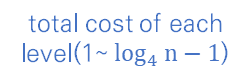 total cost of each
level(1~ log₄ n − 1)